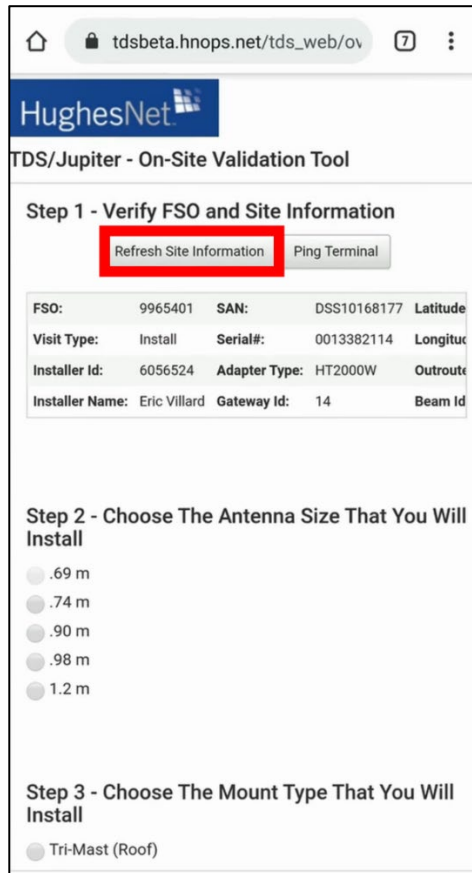 tdsbeta.hnops.net/tds_web/ov 7
HughesNet
TDS/Jupiter - On-Site Validation Tool
Step 1 - Verify FSO and Site Information
Refresh Site Information Ping Terminal
FSO: 9965401 SAN: DSS10168177 Latitude
Visit Type: Install Serial#: 0013382114 Longitud
Installer Id: 6056524 Adapter Type: HT2000W Outroute
Installer Name: Eric Villard Gateway Id: 14 Beam Id
Step 2 - Choose The Antenna Size That You Will
Install
.69 m
.74 m
.90 m
.98 m
1.2 m
Step 3 - Choose The Mount Type That You Will
Install
Tri-Mast (Roof)